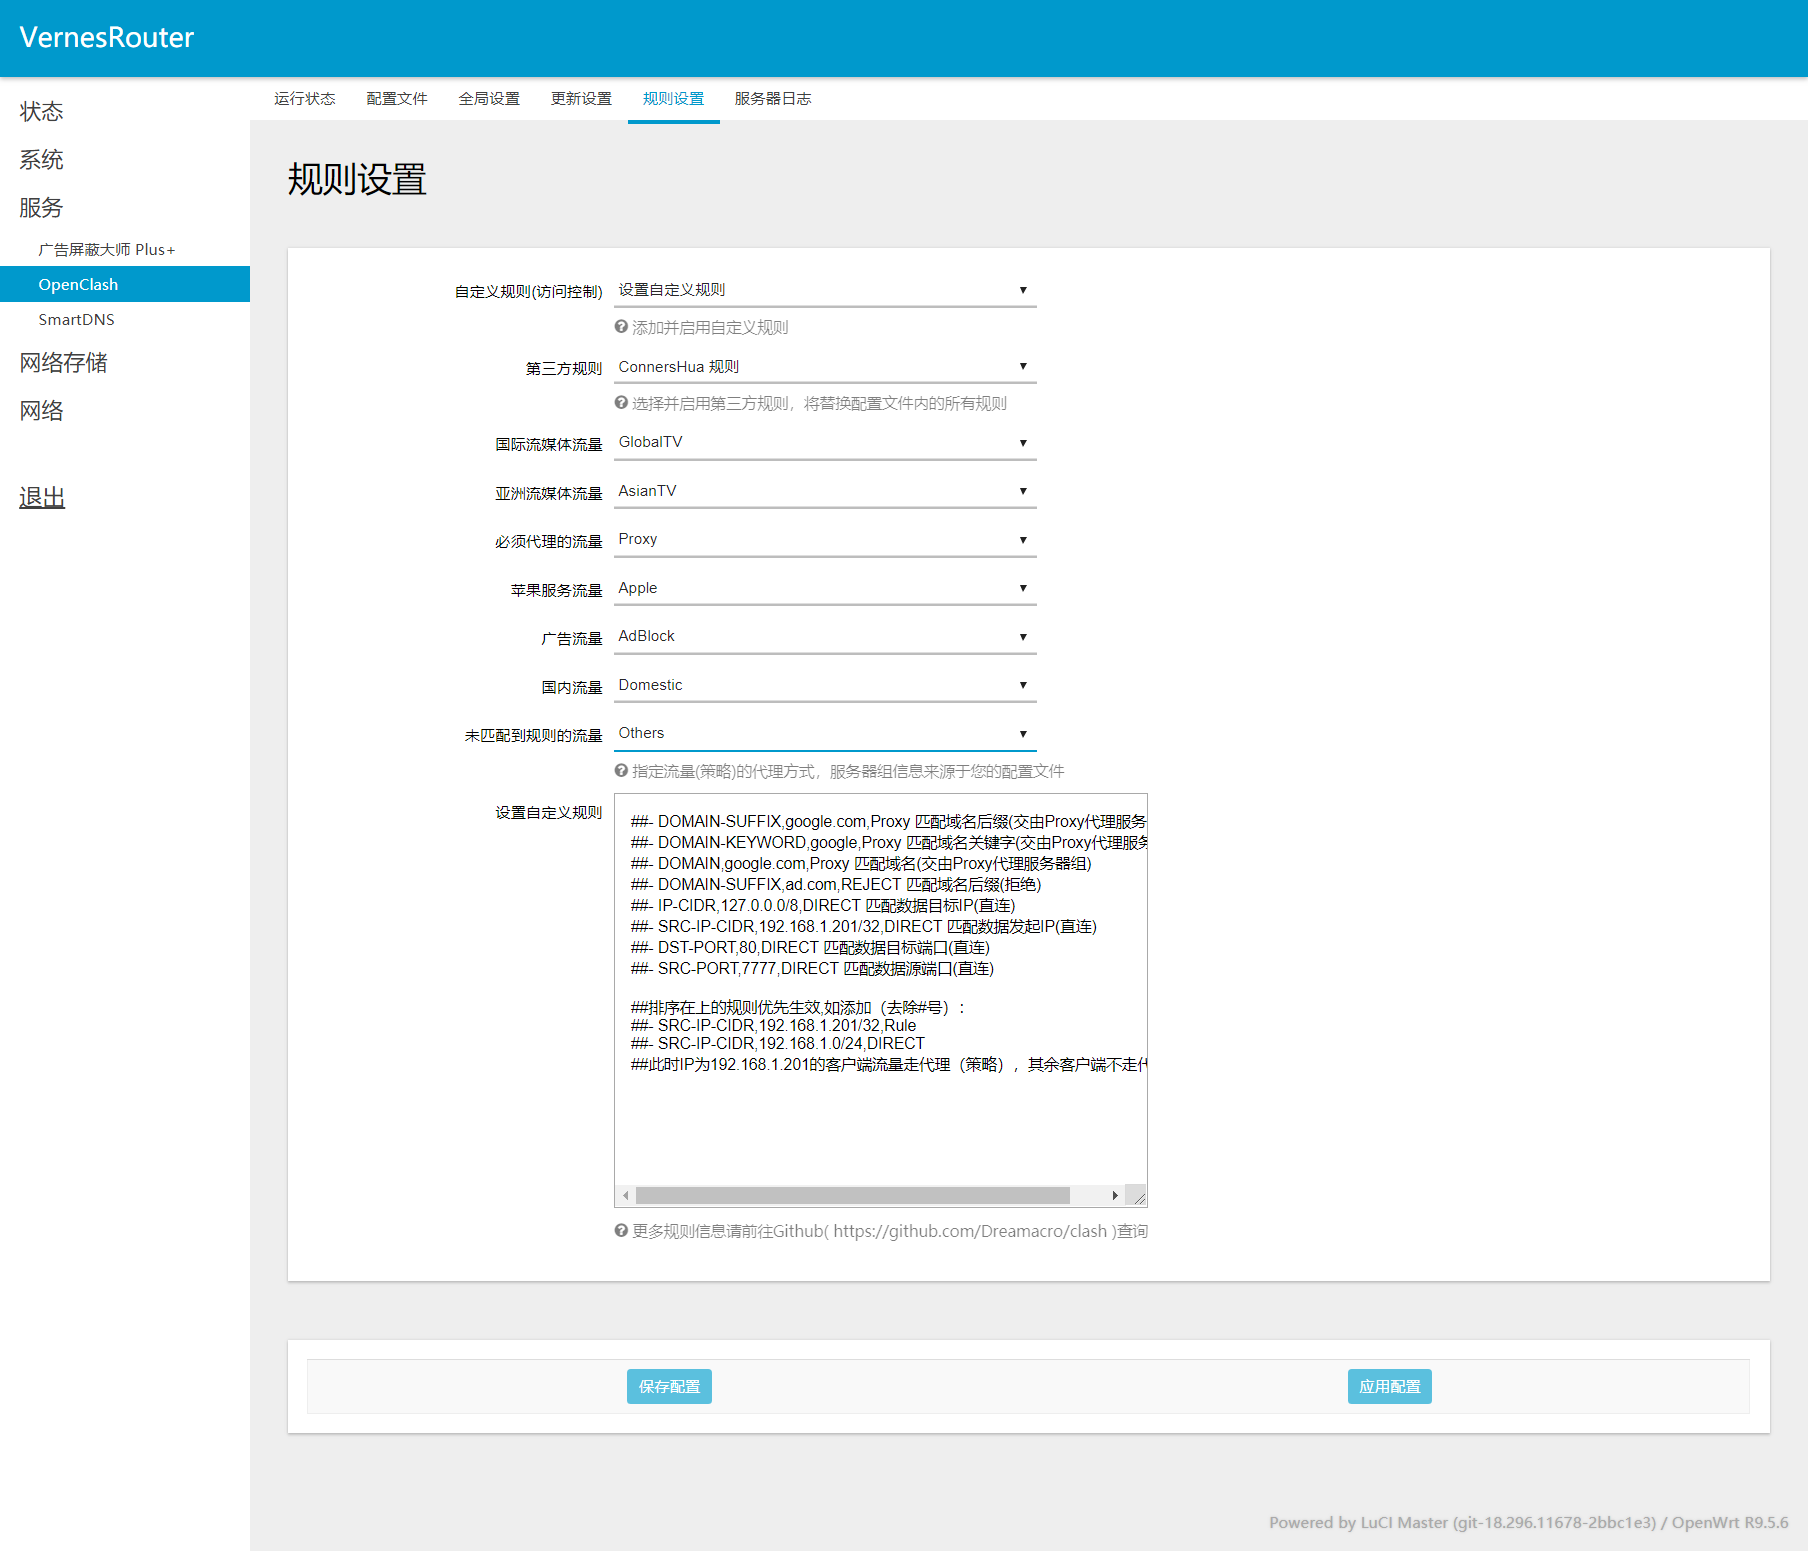 VernesRouter
状态
系统
服务
广告屏蔽大师 Plus+
OpenClash
SmartDNS
网络存储
网络
退出
运行状态 配置文件 全局设置 更新设置 规则设置 服务器日志
规则设置
自定义规则(访问控制) 设置自定义规则
添加并启用自定义规则
第三方规则 ConnersHua 规则
选择并启用第三方规则，将替换配置文件内的所有规则
国际流媒体流量 GlobalTV
亚洲流媒体流量 AsianTV
必须代理的流量 Proxy
苹果服务流量 Apple
广告流量 AdBlock
国内流量 Domestic
未匹配到规则的流量 Others
指定流量(策略)的代理方式，服务器组信息来源于您的配置文件
设置自定义规则
##- DOMAIN-SUFFIX,google.com,Proxy 匹配域名后缀(交由Proxy代理服务
##- DOMAIN-KEYWORD,google,Proxy 匹配域名关键字(交由Proxy代理服务
##- DOMAIN,google.com,Proxy 匹配域名(交由Proxy代理服务器组)
##- DOMAIN-SUFFIX,ad.com,REJECT 匹配域名后缀(拒绝)
##- IP-CIDR,127.0.0.0/8,DIRECT 匹配数据目标IP(直连)
##- SRC-IP-CIDR,192.168.1.201/32,DIRECT 匹配数据发起IP(直连)
##- DST-PORT,80,DIRECT 匹配数据目标端口(直连)
##- SRC-PORT,7777,DIRECT 匹配数据源端口(直连)
##排序在上的规则优先生效,如添加（去除#号）：
##- SRC-IP-CIDR,192.168.1.201/32,Rule
##- SRC-IP-CIDR,192.168.1.0/24,DIRECT
##此时IP为192.168.1.201的客户端流量走代理（策略），其余客户端不走代
更多规则信息请前往Github( https://github.com/Dreamacro/clash )查询
保存配置 应用配置
Powered by LuCI Master (git-18.296.11678-2bbc1e3) / OpenWrt R9.5.6